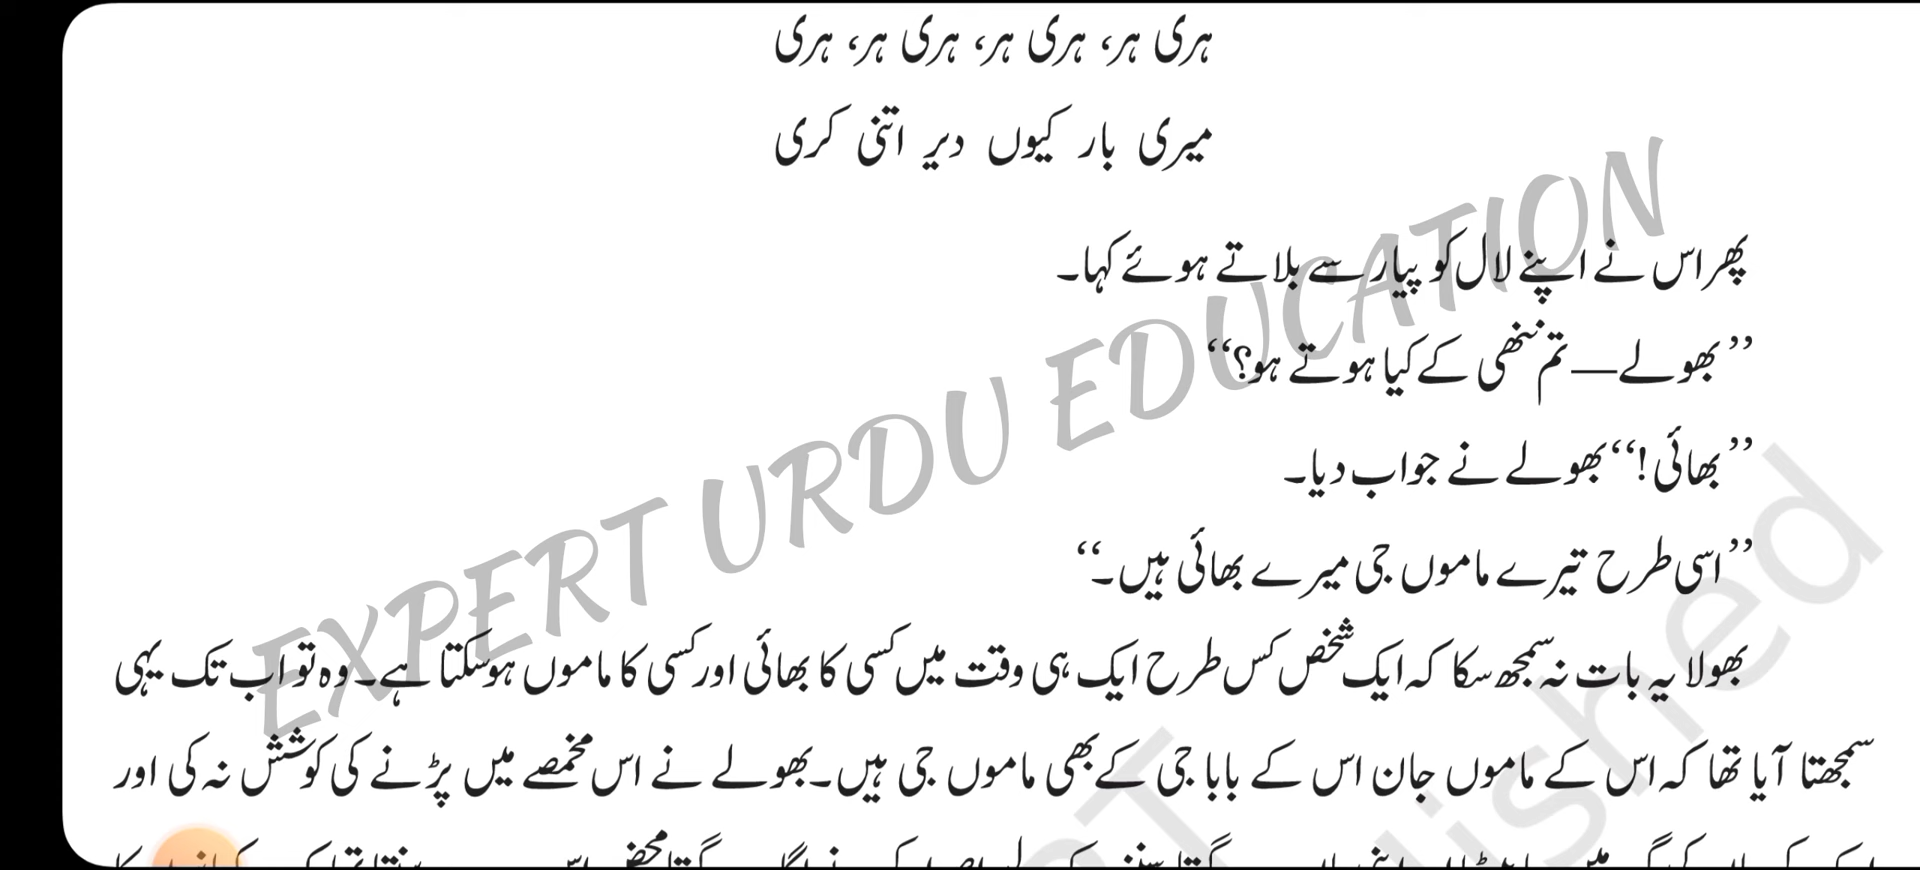 ہری ہر، ہری ہر، ہری ہر، ہری
میری بار کیوں دیر اتنی کری
پھر اس نے اپنے لال کو پیار سے بلاتے ہوئے کہا۔
’’بھولے— تم ننھی کے کیا ہوتے ہو؟‘‘
’’بھائی!‘‘ بھولے نے جواب دیا۔
’’اسی طرح تیرے ماموں جی میرے بھائی ہیں۔‘‘
بھولا یہ بات نہ سمجھ سکا کہ ایک شخص کس طرح ایک ہی وقت میں کسی کا بھائی اور کسی کا ماموں ہوسکتا ہے۔ وہ تو اب تک یہی
سمجھتا آیا تھا کہ اس کے ماموں جان اس کے بابا جی کے بھی ماموں جی ہیں۔ بھولے نے اس مخمصے میں پڑنے کی کوشش نہ کی اور
EXPERT URDU EDUCATION